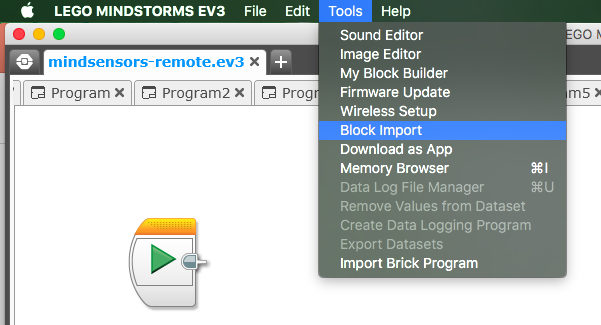 LEGO MINDSTORMS EV3 File Edit Tools Help
LEGO M
mindsensors-remote.ev3
Program Program2
Sound Editor
Image Editor
My Block Builder
Firmware Update
Wireless Setup
Block Import
Download as App
Memory Browser ⌘I
Data Log File Manager ⌘U
Remove Values from Dataset
Create Data Logging Program
Export Datasets
Import Brick Program